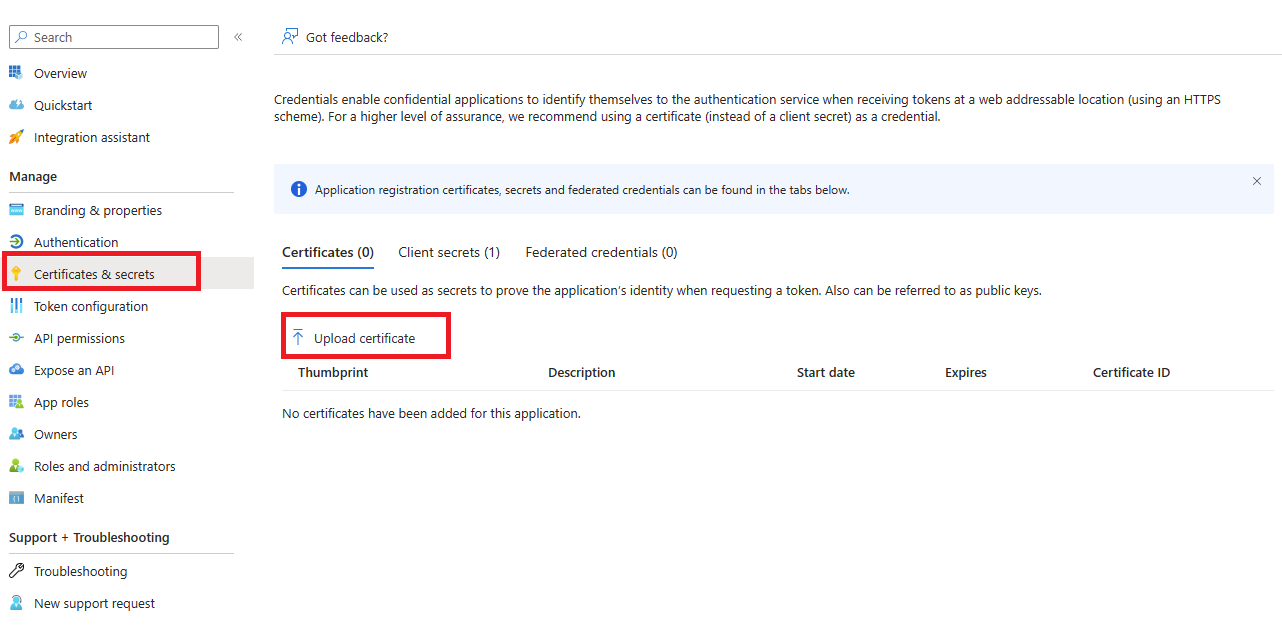 Search
«
Overview
Quickstart
Integration assistant
Manage
Branding & properties
Authentication
Certificates & secrets
Token configuration
API permissions
Expose an API
App roles
Owners
Roles and administrators
Manifest
Support + Troubleshooting
Troubleshooting
New support request
Got feedback?
Credentials enable confidential applications to identify themselves to the authentication service when receiving tokens at a web addressable location (using an HTTPS
scheme). For a higher level of assurance, we recommend using a certificate (instead of a client secret) as a credential.
Application registration certificates, secrets and federated credentials can be found in the tabs below.
Certificates (0) Client secrets (1) Federated credentials (0)
Certificates can be used as secrets to prove the application's identity when requesting a token. Also can be referred to as public keys.
Upload certificate
Thumbprint Description Start date Expires Certificate ID
No certificates have been added for this application.